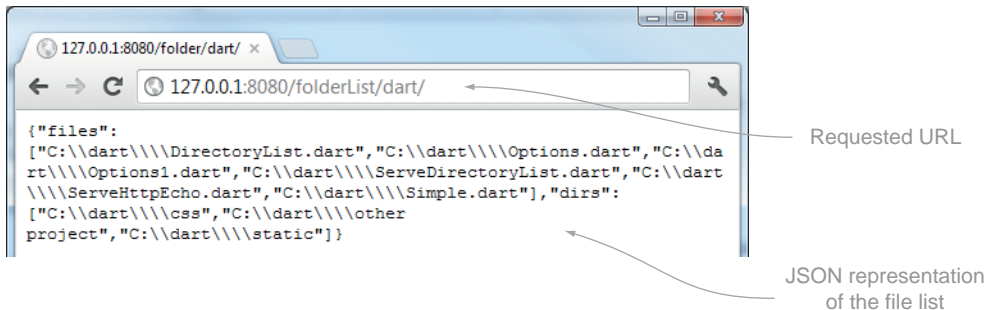 127.0.0.1:8080/folder/dart/ ×
127.0.0.1:8080/folderList/dart/
{"files":
["C:\\dart\\\\DirectoryList.dart","C:\\dart\\\\Options.dart","C:\\da
rt\\\\Options1.dart","C:\\dart\\\\ServeDirectoryList.dart","C:\\dart
\\\\ServeHttpEcho.dart","C:\\dart\\\\Simple.dart"],"dirs":
["C:\\dart\\\\css","C:\\dart\\\\other
project","C:\\dart\\\\static"]}
Requested URL
JSON representation
of the file list